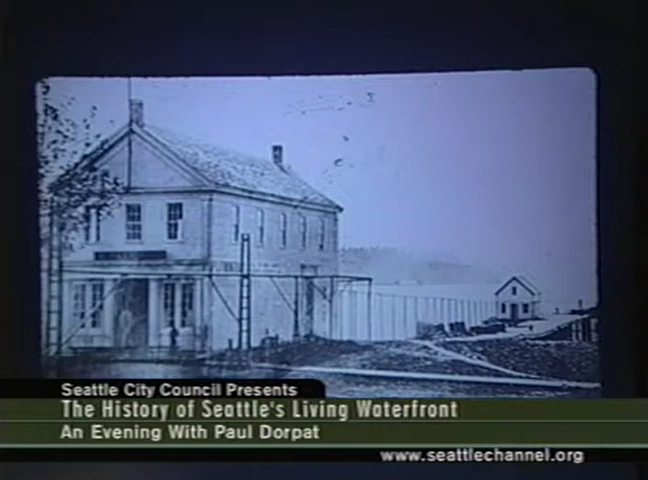 Seattle City Council Presents
The History of Seattle's Living Waterfront
An Evening With Paul Dorpat
www.seattlechannel.org